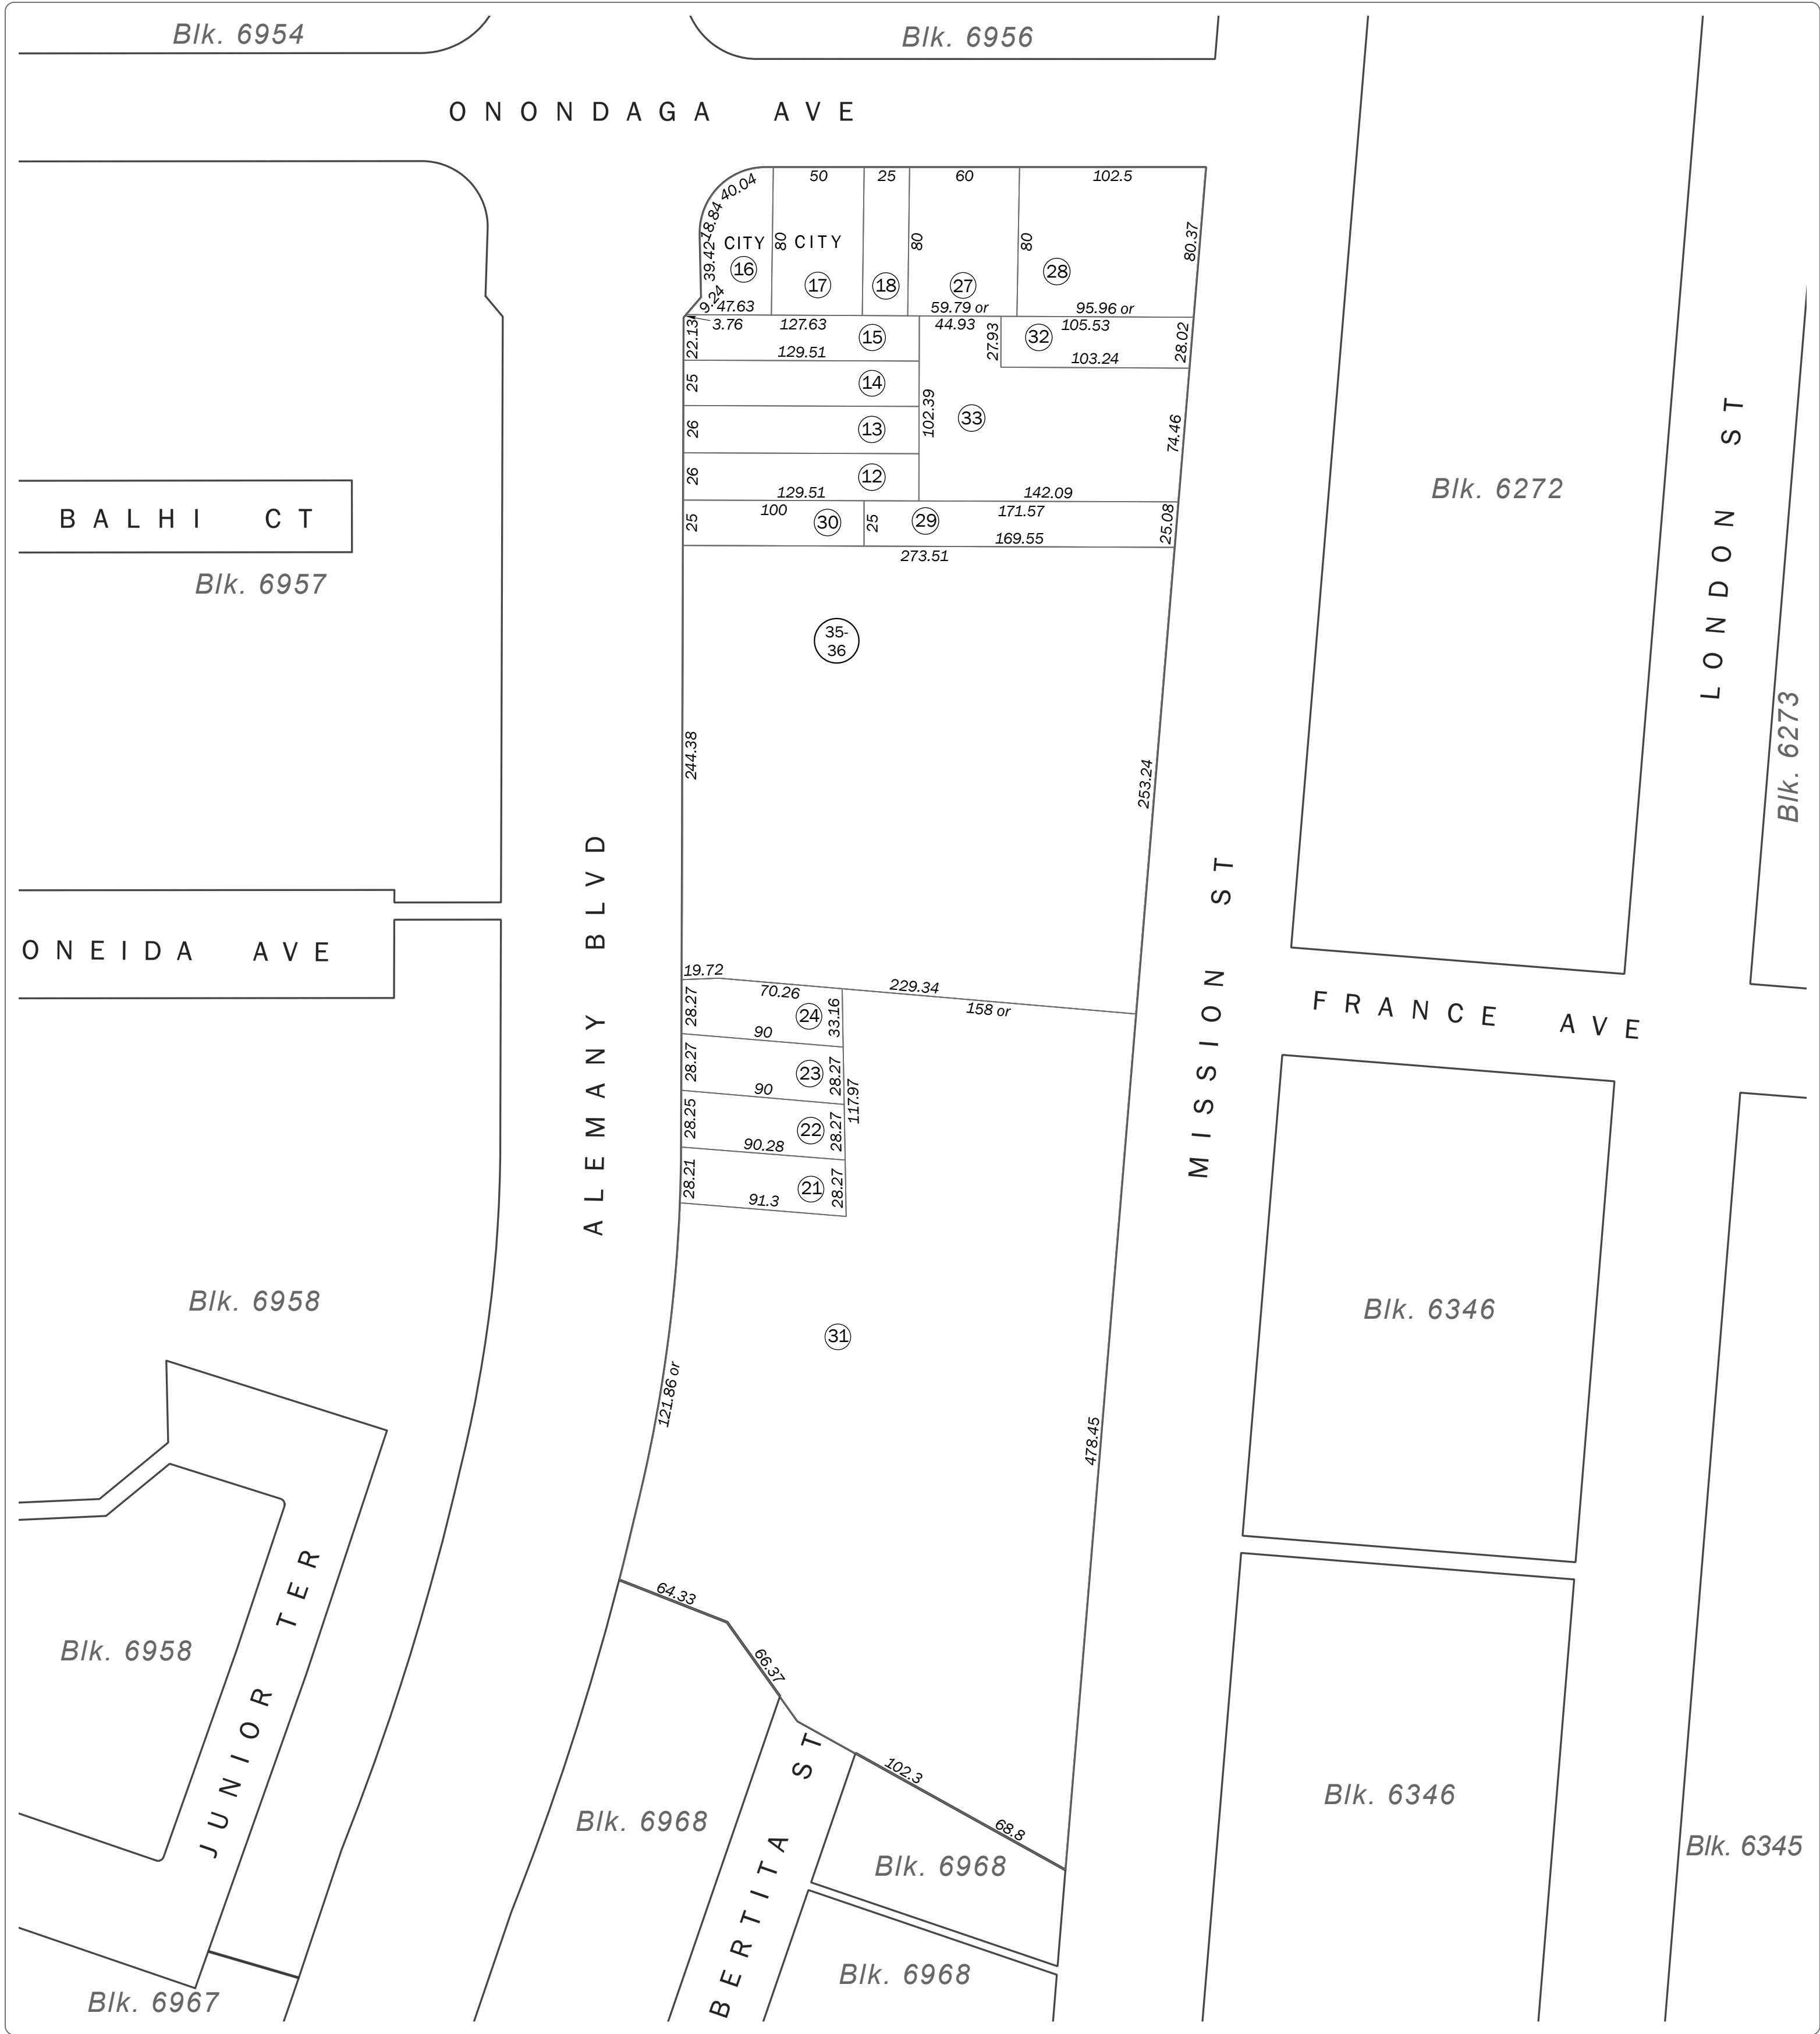 Blk. 6954
Blk. 6956
ONONDAGA AVE
40.04
50
25
60
102.5
18.84
39.42
CITY
80
CITY
80
80
80.37
16
17
18
27
28
9.24
47.63
59.79 or
95.96 or
3.76
127.63
15
44.93
32
105.53
22.13
129.51
27.93
103.24
28.02
25
14
102.39
33
74.46
26
13
26
12
129.51
142.09
25
100
30
25
29
171.57
169.55
25.08
273.51
BALHI CT
Blk. 6957
Blk. 6272
LONDON ST
Blk. 6273
35-
36
244.38
253.24
ALEMANY BLVD
MISSION ST
ONEIDA AVE
FRANCE AVE
19.72
70.26
229.34
158 or
28.27
24
33.16
90
28.27
23
28.27
117.97
90
28.25
22
28.27
90.28
28.21
21
28.27
91.3
Blk. 6958
Blk. 6346
31
121.86 or
478.45
64.33
66.37
JUNIOR TER
Blk. 6958
BERTITA ST
102.3
68.8
Blk. 6968
Blk. 6968
Blk. 6346
Blk. 6345
Blk. 6968
Blk. 6967